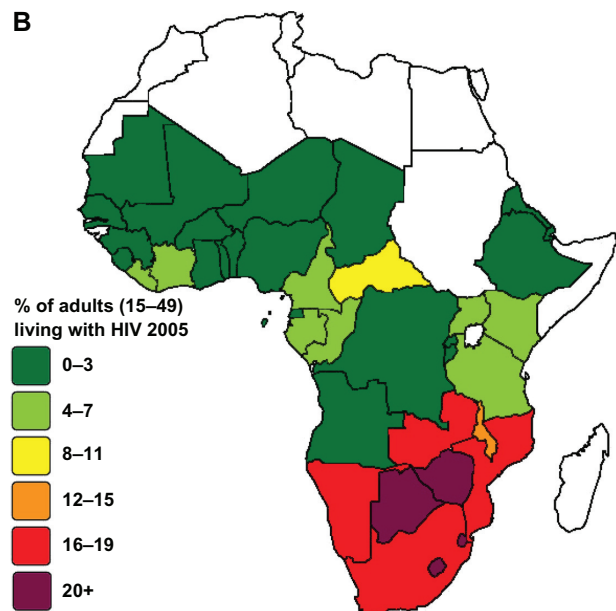 B
% of adults (15–49)
living with HIV 2005
0–3
4–7
8–11
12–15
16–19
20+